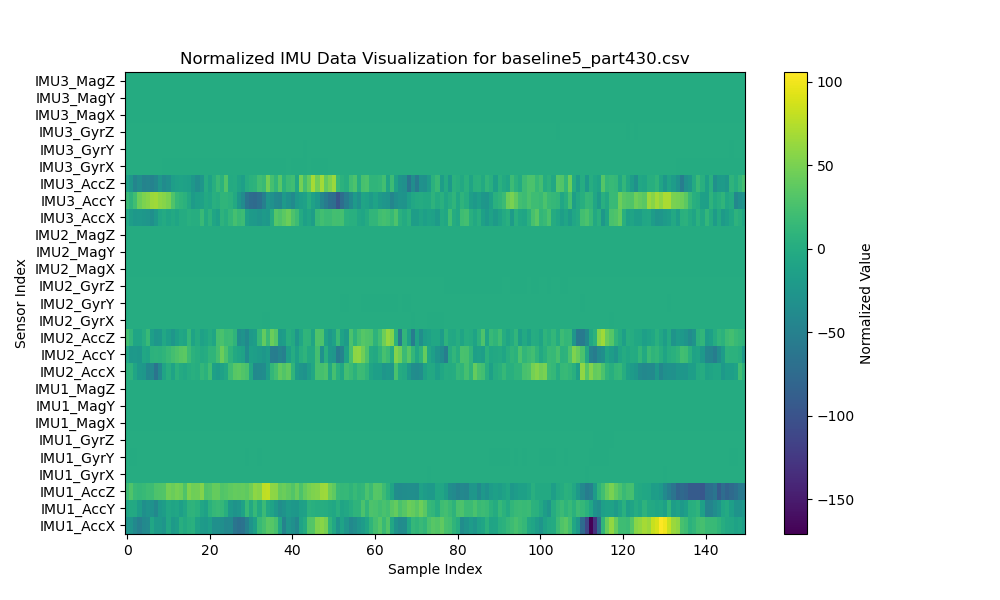 Normalized IMU Data Visualization for baseline5_part430.csv
IMU3_MagZ
IMU3_MagY
IMU3_MagX
IMU3_GyrZ
IMU3_GyrY
IMU3_GyrX
IMU3_AccZ
IMU3_AccY
IMU3_AccX
IMU2_MagZ
IMU2_MagY
IMU2_MagX
IMU2_GyrZ
IMU2_GyrY
IMU2_GyrX
IMU2_AccZ
IMU2_AccY
IMU2_AccX
IMU1_MagZ
IMU1_MagY
IMU1_MagX
IMU1_GyrZ
IMU1_GyrY
IMU1_GyrX
IMU1_AccZ
IMU1_AccY
IMU1_AccX
Sensor Index
0 20 40 60 80 100 120 140
Sample Index
100
50
0
−50
−100
−150
Normalized Value